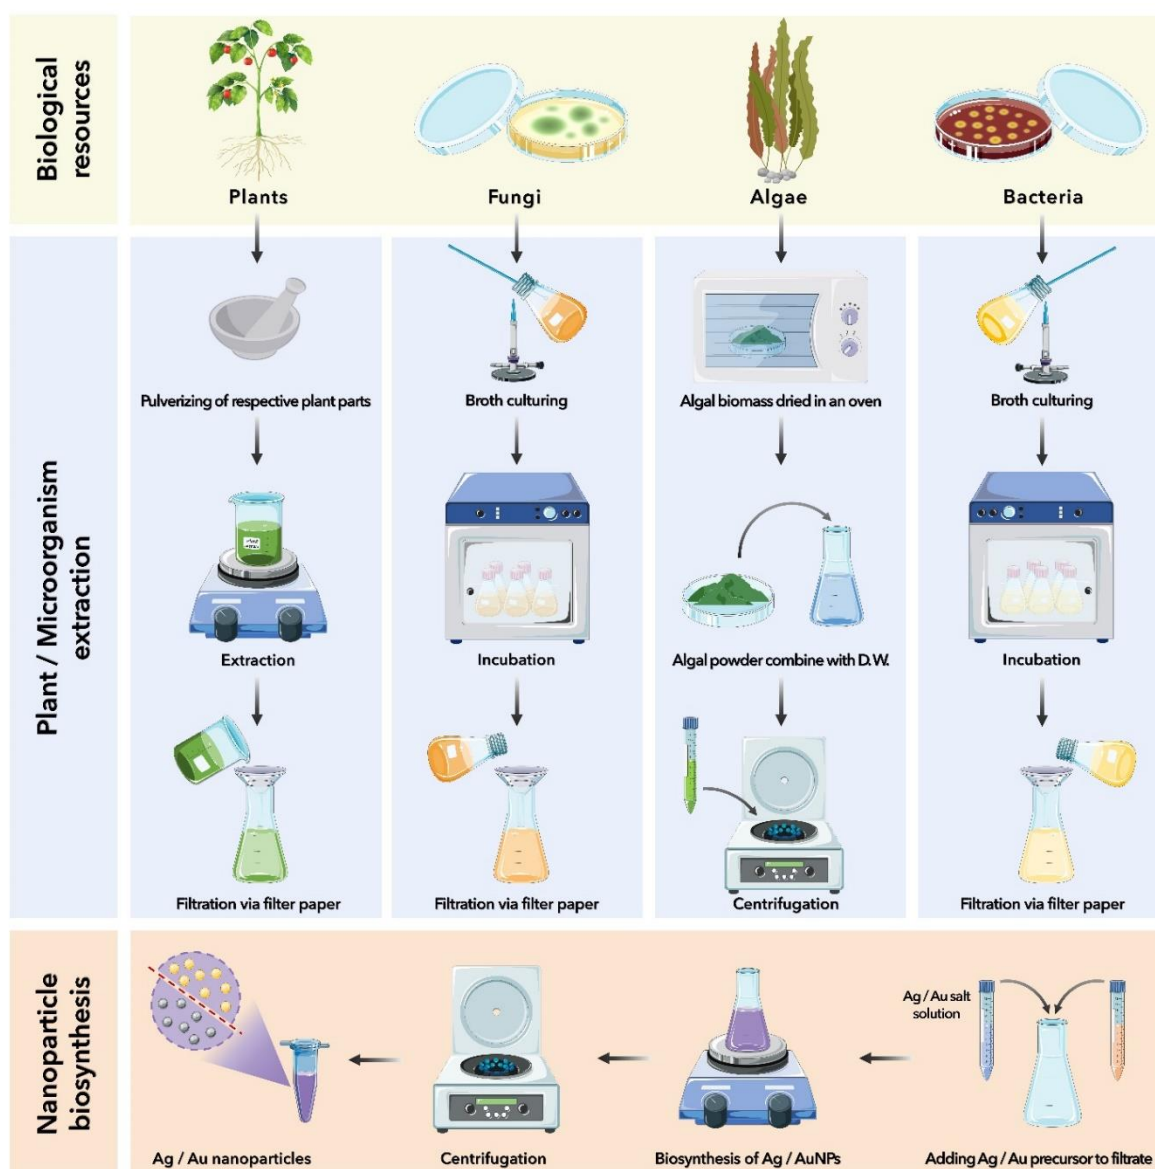 Biological
resources
Plants
Fungi
Algae
Bacteria
Plant / Microorganism
extraction
Pulverizing of respective plant parts
Broth culturing
Algal biomass dried in an oven
Broth culturing
Extraction
Incubation
Algal powder combine with D.W.
Incubation
Filtration via filter paper
Filtration via filter paper
Centrifugation
Filtration via filter paper
Nanoparticle
biosynthesis
Ag / Au salt
solution
Ag / Au nanoparticles
Centrifugation
Biosynthesis of Ag / AuNPs
Adding Ag / Au precursor to filtrate